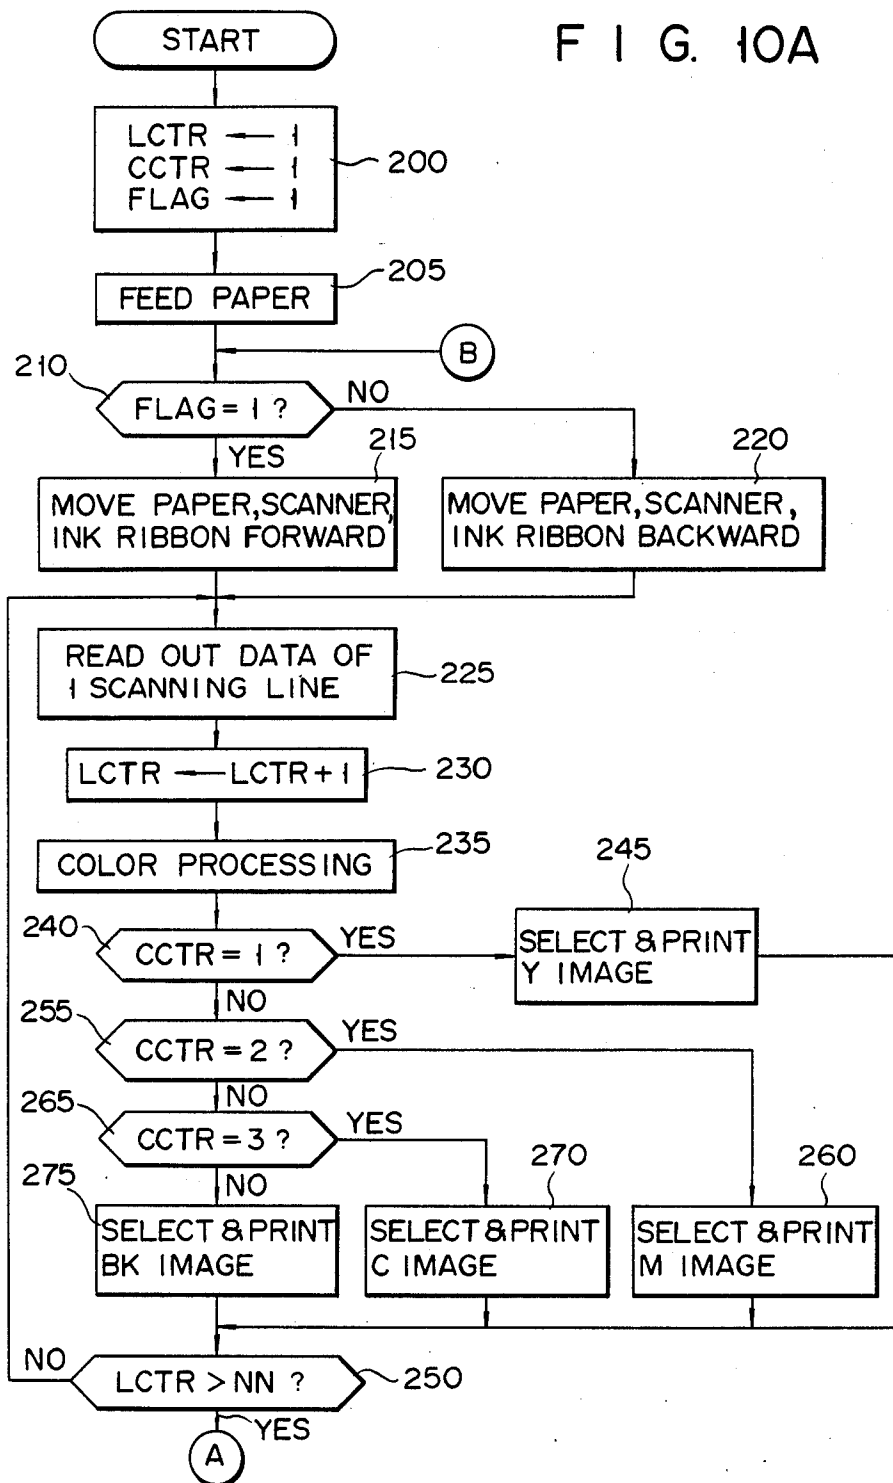 START
F I G. 10A
LCTR ← 1
CCTR ← 1
FLAG ← 1
200
205
FEED PAPER
B
210
FLAG = 1 ?
NO
YES
215
220
MOVE PAPER, SCANNER,
INK RIBBON FORWARD
MOVE PAPER, SCANNER,
INK RIBBON BACKWARD
READ OUT DATA OF
1 SCANNING LINE
225
LCTR ← LCTR + 1
230
COLOR PROCESSING
235
240
CCTR = 1 ?
YES
245
SELECT & PRINT
Y IMAGE
NO
255
CCTR = 2 ?
YES
NO
265
CCTR = 3 ?
YES
NO
275
270
260
SELECT & PRINT
BK IMAGE
SELECT & PRINT
C IMAGE
SELECT & PRINT
M IMAGE
NO
LCTR > NN ?
250
YES
A